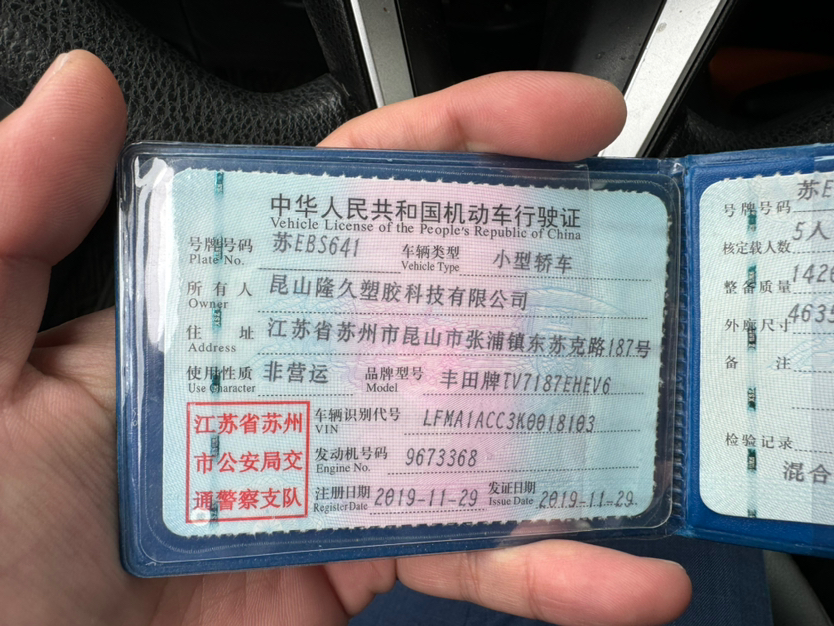 中华人民共和国机动车行驶证
Vehicle License of the People's Republic of China
号牌号码 苏EBS641 车辆类型 小型轿车
Plate No. Vehicle Type
所有人 昆山隆久塑胶科技有限公司
Owner
住址 江苏省苏州市昆山市张浦镇东苏克路187号
Address
使用性质 非营运 品牌型号 丰田牌TV7187EHEV6
Use Character Model
江苏省苏州
市公安局交
通警察支队
车辆识别代号 LFMA1ACC3K0018103
VIN
发动机号码 9673368
Engine No.
注册日期 2019-11-29 发证日期 2019-11-29
Register Date Issue Date
号牌号码 苏E
核定载人数 5人
整备质量 142
外廓尺寸 463
备注
检验记录
混合